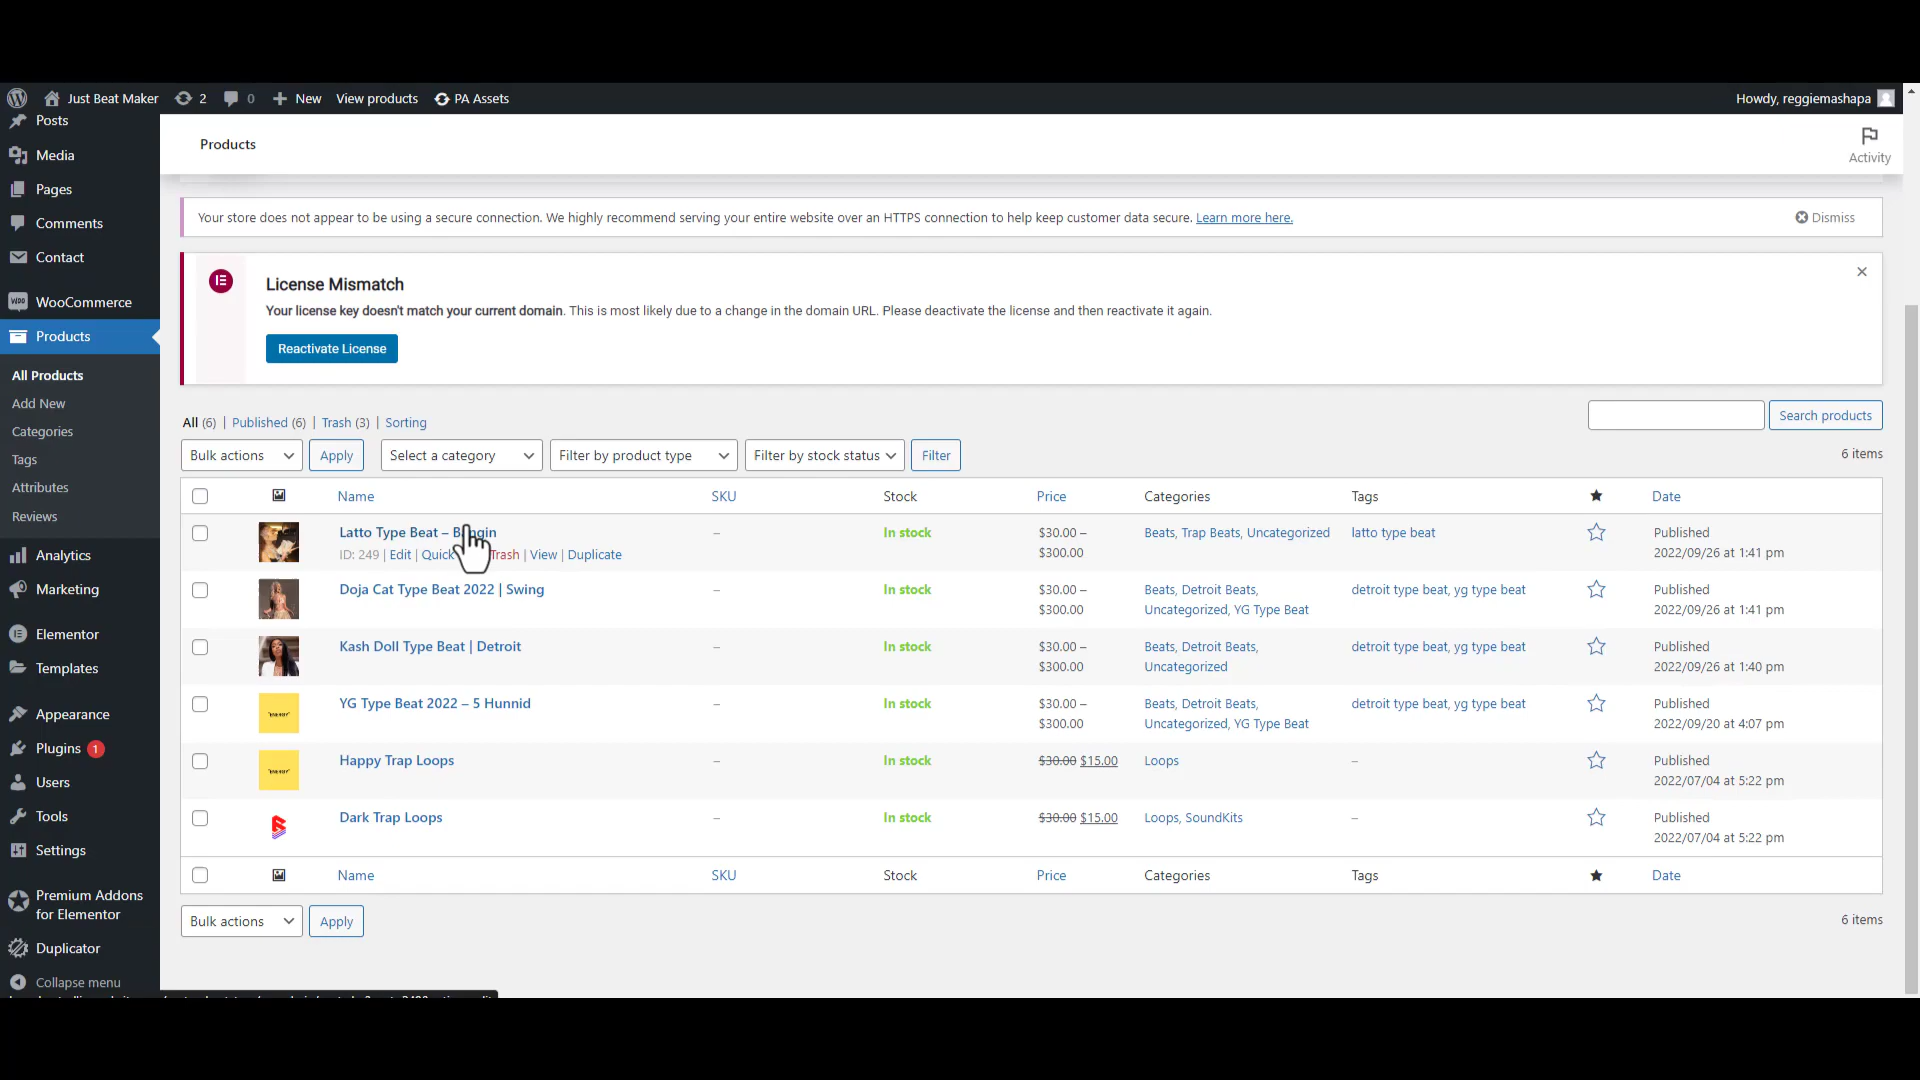 Just Beat Maker 2 0 New View products PA Assets Howdy, reggiemashapa
Posts
Media
Pages
Comments
Contact
WooCommerce
Products
All Products
Add New
Categories
Tags
Attributes
Reviews
Analytics
Marketing
Elementor
Templates
Appearance
Plugins 1
Users
Tools
Settings
Premium Addons
for Elementor
Duplicator
Collapse menu
Products
Activity
Your store does not appear to be using a secure connection. We highly recommend serving your entire website over an HTTPS connection to help keep customer data secure. Learn more here. Dismiss
License Mismatch
Your license key doesn't match your current domain. This is most likely due to a change in the domain URL. Please deactivate the license and then reactivate it again.
Reactivate License
All (6) | Published (6) | Trash (3) | Sorting
Search products
Bulk actions Apply Select a category Filter by product type Filter by stock status Filter 6 items
Name SKU Stock Price Categories Tags Date
Latto Type Beat – – In stock $30.00 – Beats, Trap Beats, Uncategorized latto type beat Published
ID: 249 | Edit | Quick Trash | View | Duplicate $300.00 2022/09/26 at 1:41 pm
Doja Cat Type Beat 2022 | Swing – In stock $30.00 – Beats, Detroit Beats, detroit type beat, yg type beat Published
$300.00 Uncategorized, YG Type Beat 2022/09/26 at 1:41 pm
Kash Doll Type Beat | Detroit – In stock $30.00 – Beats, Detroit Beats, detroit type beat, yg type beat Published
$300.00 Uncategorized 2022/09/26 at 1:40 pm
YG Type Beat 2022 – 5 Hunnid – In stock $30.00 – Beats, Detroit Beats, detroit type beat, yg type beat Published
$300.00 Uncategorized, YG Type Beat 2022/09/20 at 4:07 pm
Happy Trap Loops – In stock $30.00 $15.00 Loops – Published
2022/07/04 at 5:22 pm
Dark Trap Loops – In stock $30.00 $15.00 Loops, SoundKits – Published
2022/07/04 at 5:22 pm
Name SKU Stock Price Categories Tags Date
Bulk actions Apply 6 items